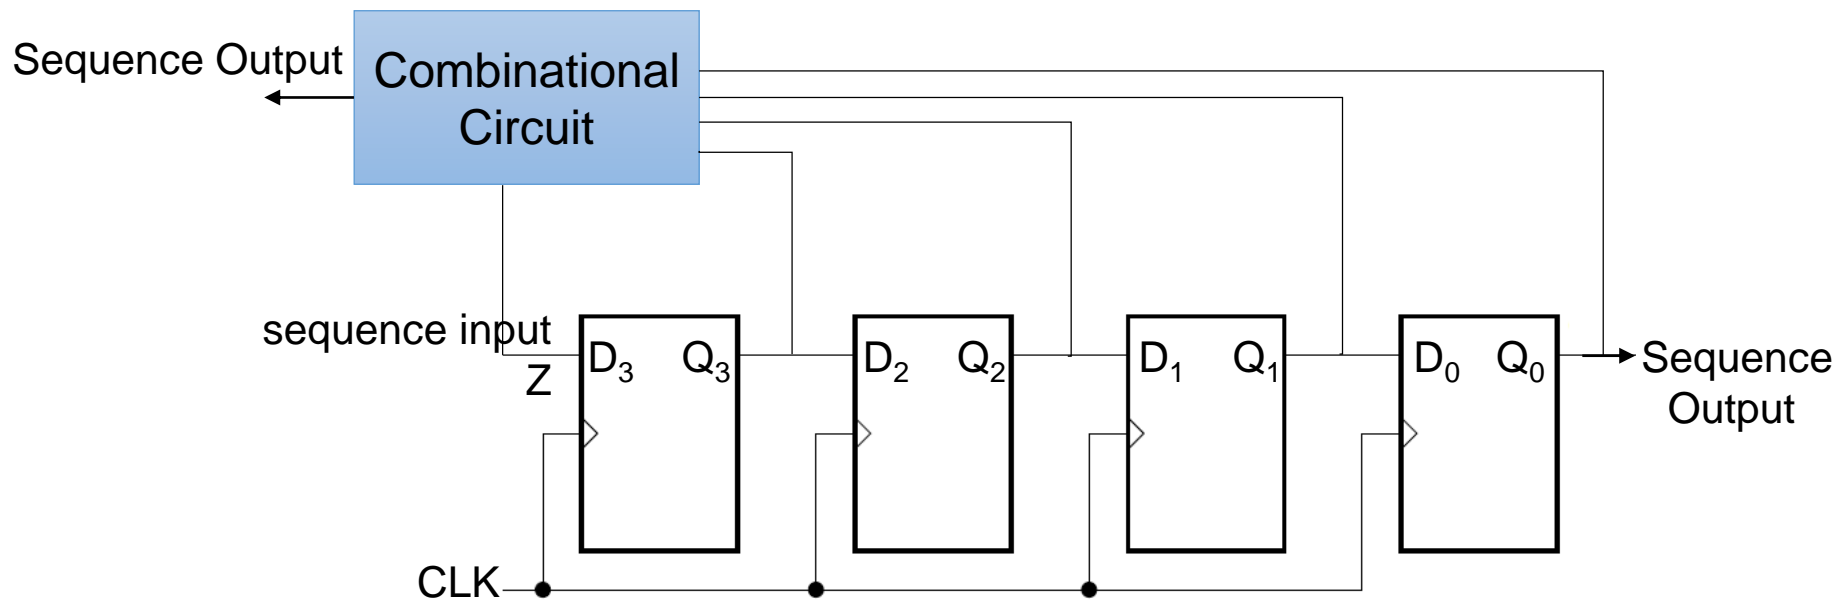 Sequence Output
Combinational
Circuit
sequence input
Z
D3 Q3
D2 Q2
D1 Q1
D0 Q0
Sequence
Output
CLK